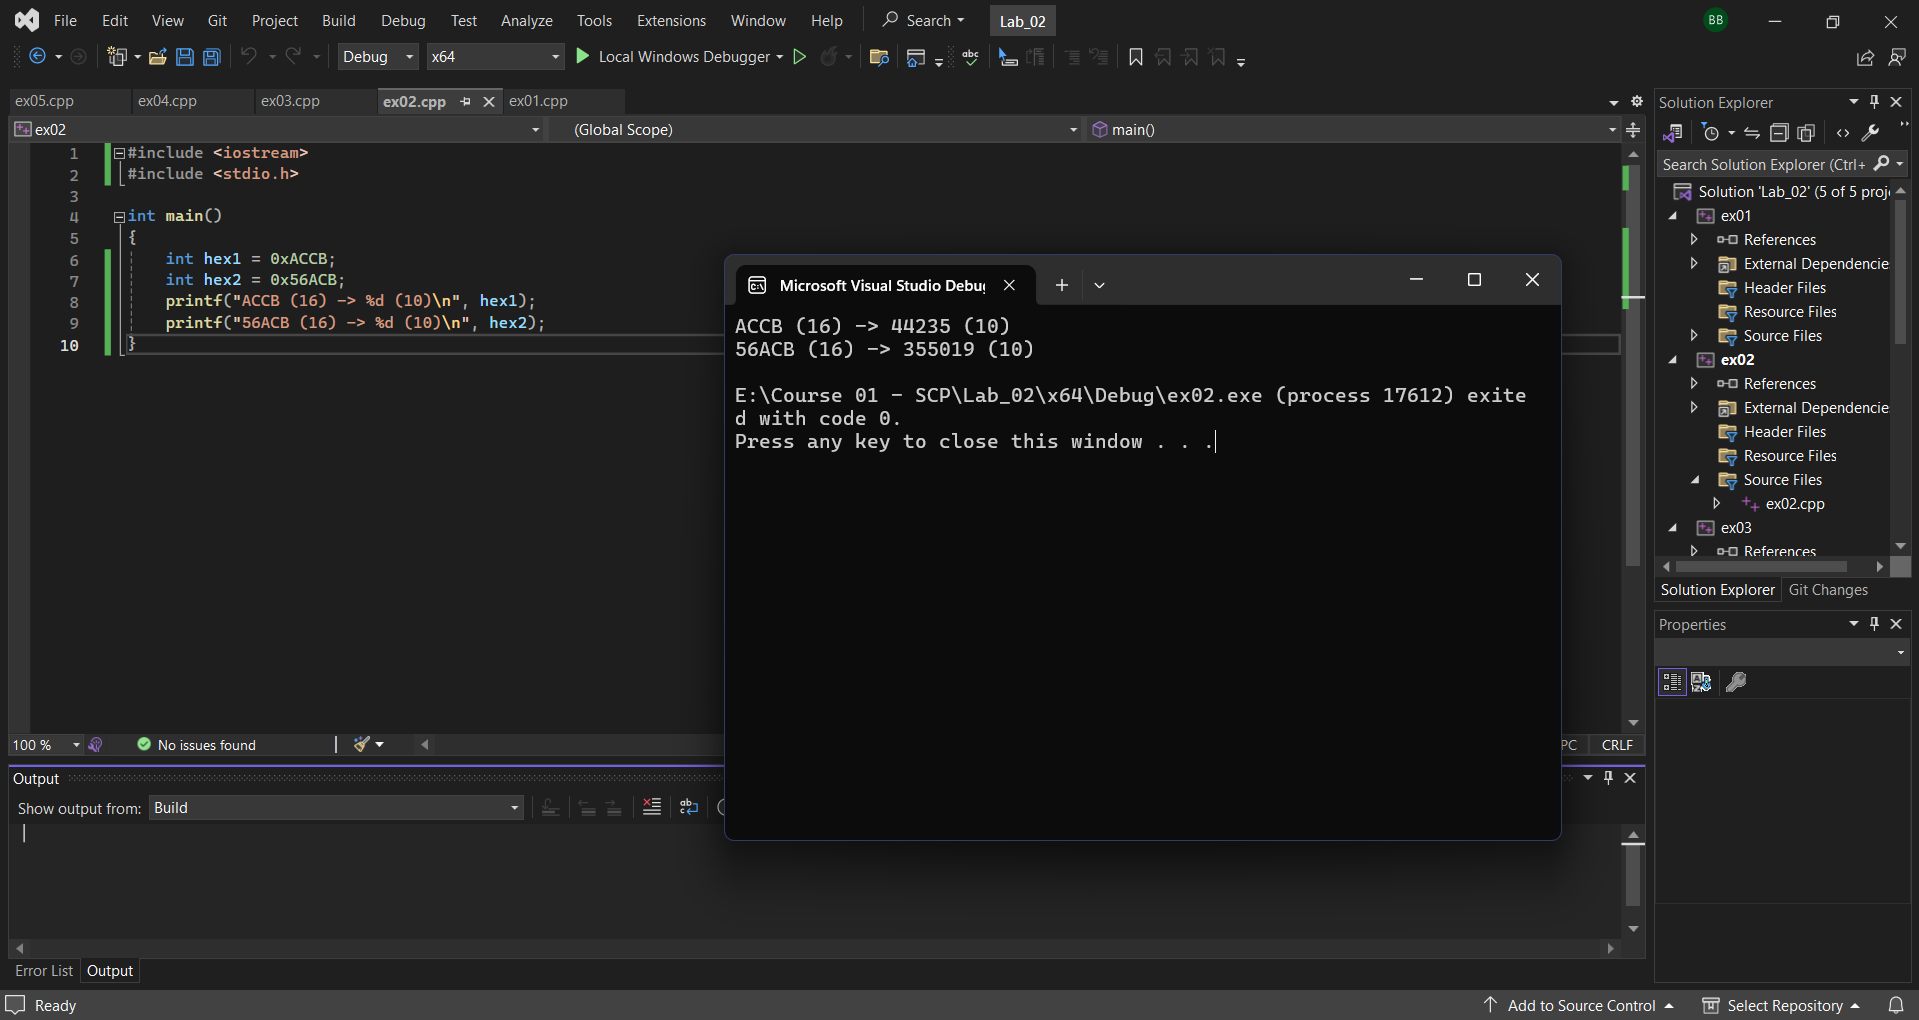 File Edit View Git Project Build Debug Test Analyze Tools Extensions Window Help Search Lab_02 BB
Debug x64 Local Windows Debugger
ex05.cpp ex04.cpp ex03.cpp ex02.cpp ex01.cpp
ex02 (Global Scope) main()
1 #include <iostream>
2 #include <stdio.h>
3
4 int main()
5 {
6 int hex1 = 0xACCB;
7 int hex2 = 0x56ACB;
8 printf("ACCB (16) -> %d (10)\n", hex1);
9 printf("56ACB (16) -> %d (10)\n", hex2);
10 }
Microsoft Visual Studio Debug
ACCB (16) -> 44235 (10)
56ACB (16) -> 355019 (10)
E:\Course 01 - SCP\Lab_02\x64\Debug\ex02.exe (process 17612) exite
d with code 0.
Press any key to close this window . . .
100 % No issues found PC CRLF
Output
Show output from: Build
Error List Output
Solution Explorer
Search Solution Explorer (Ctrl+
Solution 'Lab_02' (5 of 5 proj
ex01
References
External Dependencie
Header Files
Resource Files
Source Files
ex02
References
External Dependencie
Header Files
Resource Files
Source Files
ex02.cpp
ex03
References
Solution Explorer Git Changes
Properties
Ready Add to Source Control Select Repository